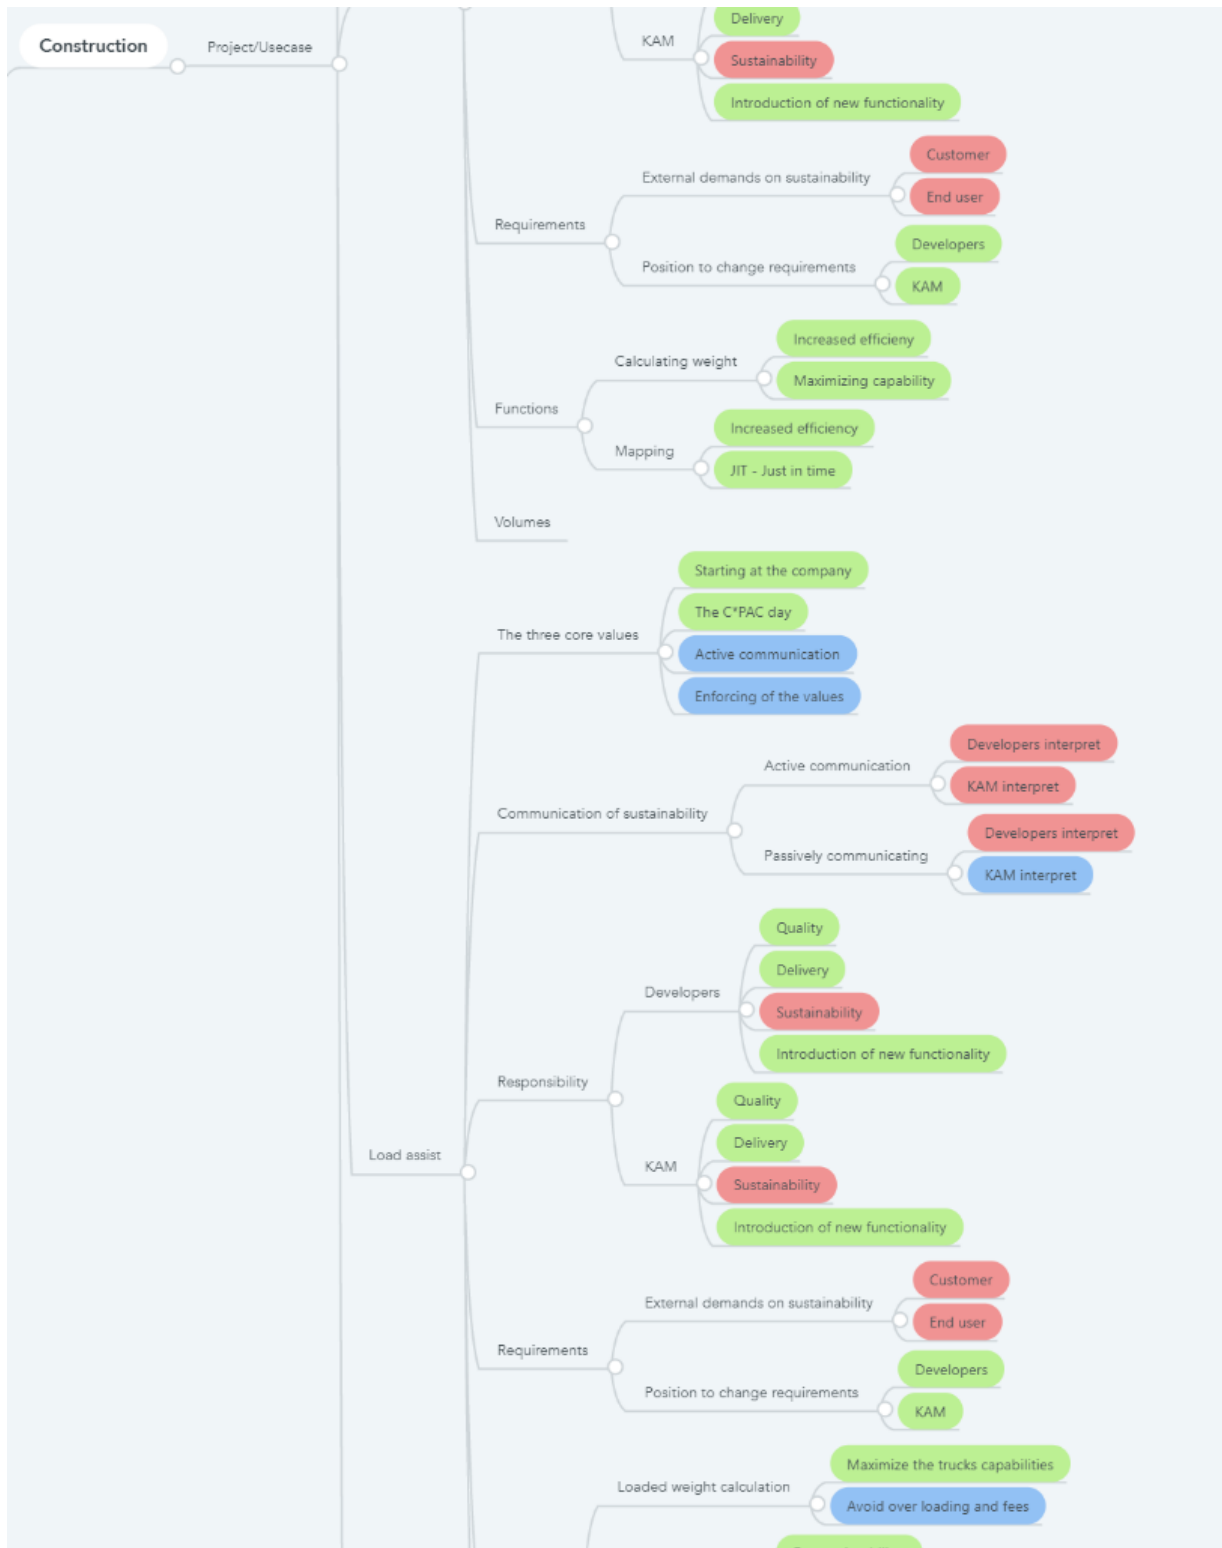 Construction
Project/Usecase
KAM
Delivery
Sustainability
Introduction of new functionality
Requirements
External demands on sustainability
Customer
End user
Position to change requirements
Developers
KAM
Functions
Calculating weight
Increased efficieny
Maximizing capability
Mapping
Increased efficiency
JIT - Just in time
Volumes
Load assist
The three core values
Starting at the company
The C*PAC day
Active communication
Enforcing of the values
Communication of sustainability
Active communication
Developers interpret
KAM interpret
Passively communicating
Developers interpret
KAM interpret
Responsibility
Developers
Quality
Delivery
Sustainability
Introduction of new functionality
KAM
Quality
Delivery
Sustainability
Introduction of new functionality
Requirements
External demands on sustainability
Customer
End user
Position to change requirements
Developers
KAM
Loaded weight calculation
Maximize the trucks capabilities
Avoid over loading and fees